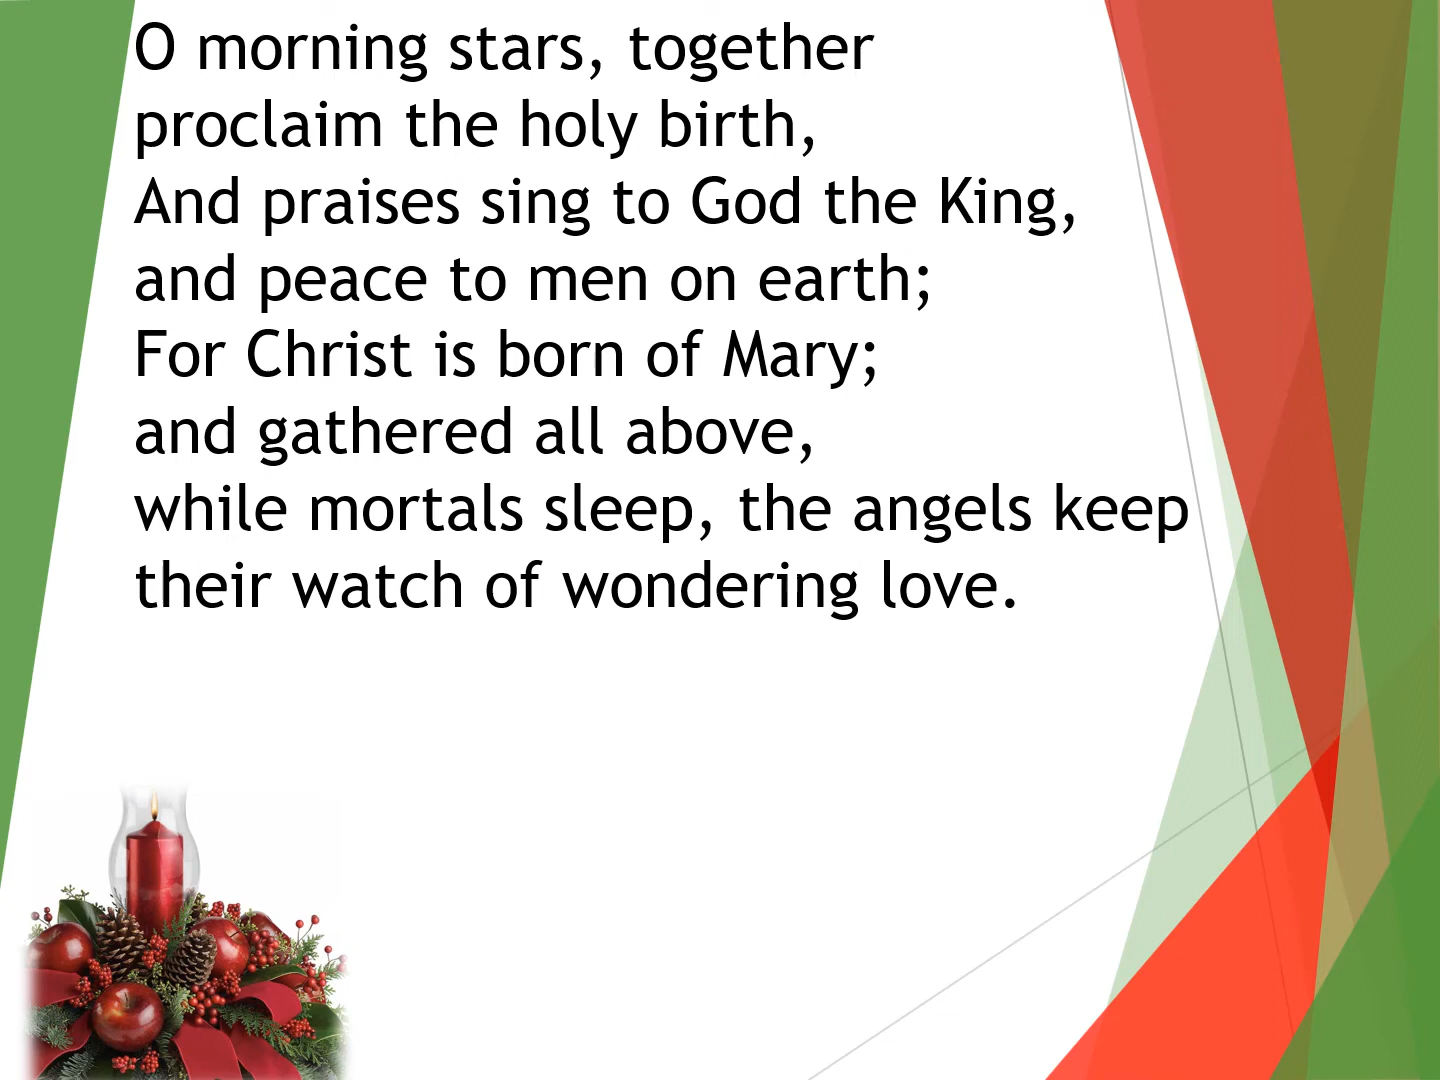 O morning stars, together
proclaim the holy birth,
And praises sing to God the King,
and peace to men on earth;
For Christ is born of Mary;
and gathered all above,
while mortals sleep, the angels keep
their watch of wondering love.